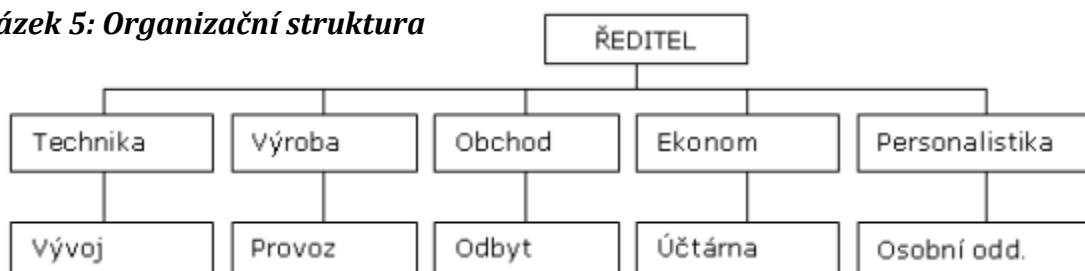 ázek 5: Organizační struktura
ŘEDITEL
Technika Výroba Obchod Ekonom Personalistika
Vývoj Provoz Odbyt Účtárna Osobní odd.